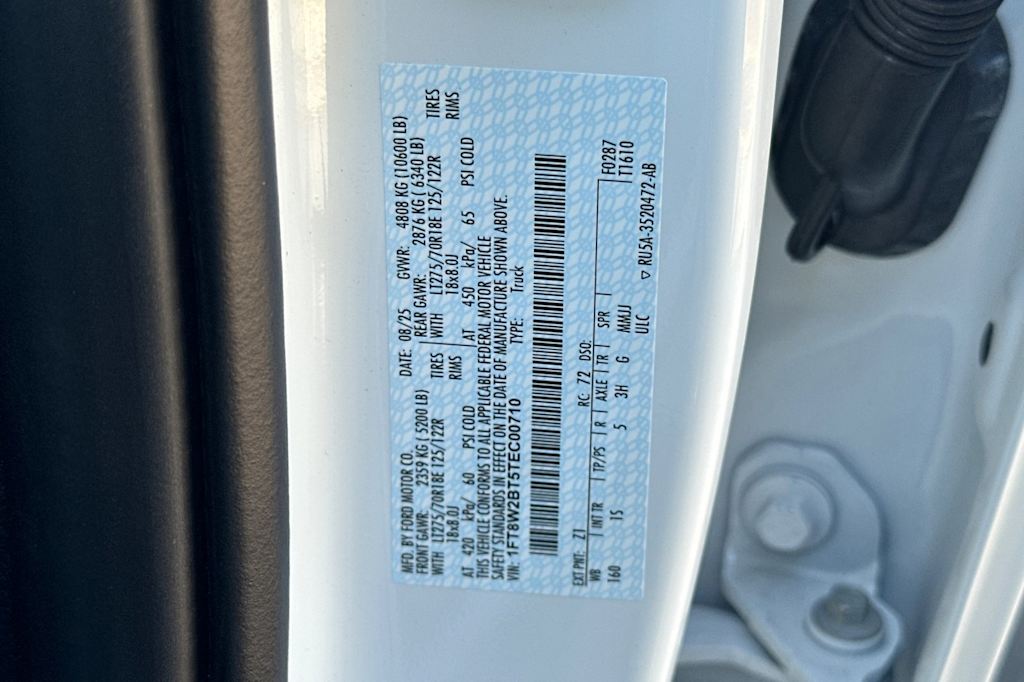 MFD. BY FORD MOTOR CO.
DATE: 08/25 GVWR: 4808 KG (10600 LB)
FRONT GAWR: 2359 KG ( 5200 LB) REAR GAWR: 2876 KG ( 6340 LB)
WITH LT275/70R18E 125/122R TIRES WITH LT275/70R18E 125/122R TIRES
18x8.0J RIMS 18x8.0J RIMS
AT 420 kPa/ 60 PSI COLD AT 450 kPa/ 65 PSI COLD
THIS VEHICLE CONFORMS TO ALL APPLICABLE FEDERAL MOTOR VEHICLE
SAFETY STANDARDS IN EFFECT ON THE DATE OF MANUFACTURE SHOWN ABOVE.
VIN: 1FT8W2BT5TEC00710 TYPE: Truck
EXT PNT: Z1 RC: 72 DSO: F0287
WB INT TR TP/PS R AXLE TR SPR T1610
160 1S 5 3H G MMJJ
ULC ▽ RU5A-3520472-AB